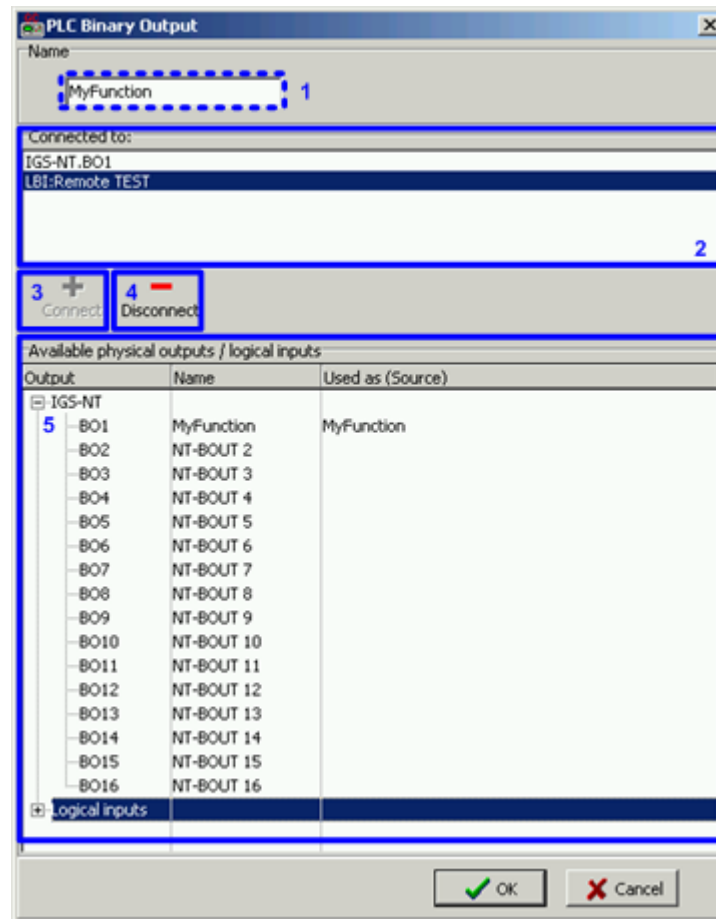 PLC Binary Output
Name
MyFunction 1
Connected to:
IGS-NT.BO1
LBI:Remote TEST
2
3 Connect 4 Disconnect
Available physical outputs / logical inputs
Output Name Used as (Source)
IGS-NT
5 BO1 MyFunction MyFunction
BO2 NT-BOUT 2
BO3 NT-BOUT 3
BO4 NT-BOUT 4
BO5 NT-BOUT 5
BO6 NT-BOUT 6
BO7 NT-BOUT 7
BO8 NT-BOUT 8
BO9 NT-BOUT 9
BO10 NT-BOUT 10
BO11 NT-BOUT 11
BO12 NT-BOUT 12
BO13 NT-BOUT 13
BO14 NT-BOUT 14
BO15 NT-BOUT 15
BO16 NT-BOUT 16
Logical inputs
OK Cancel